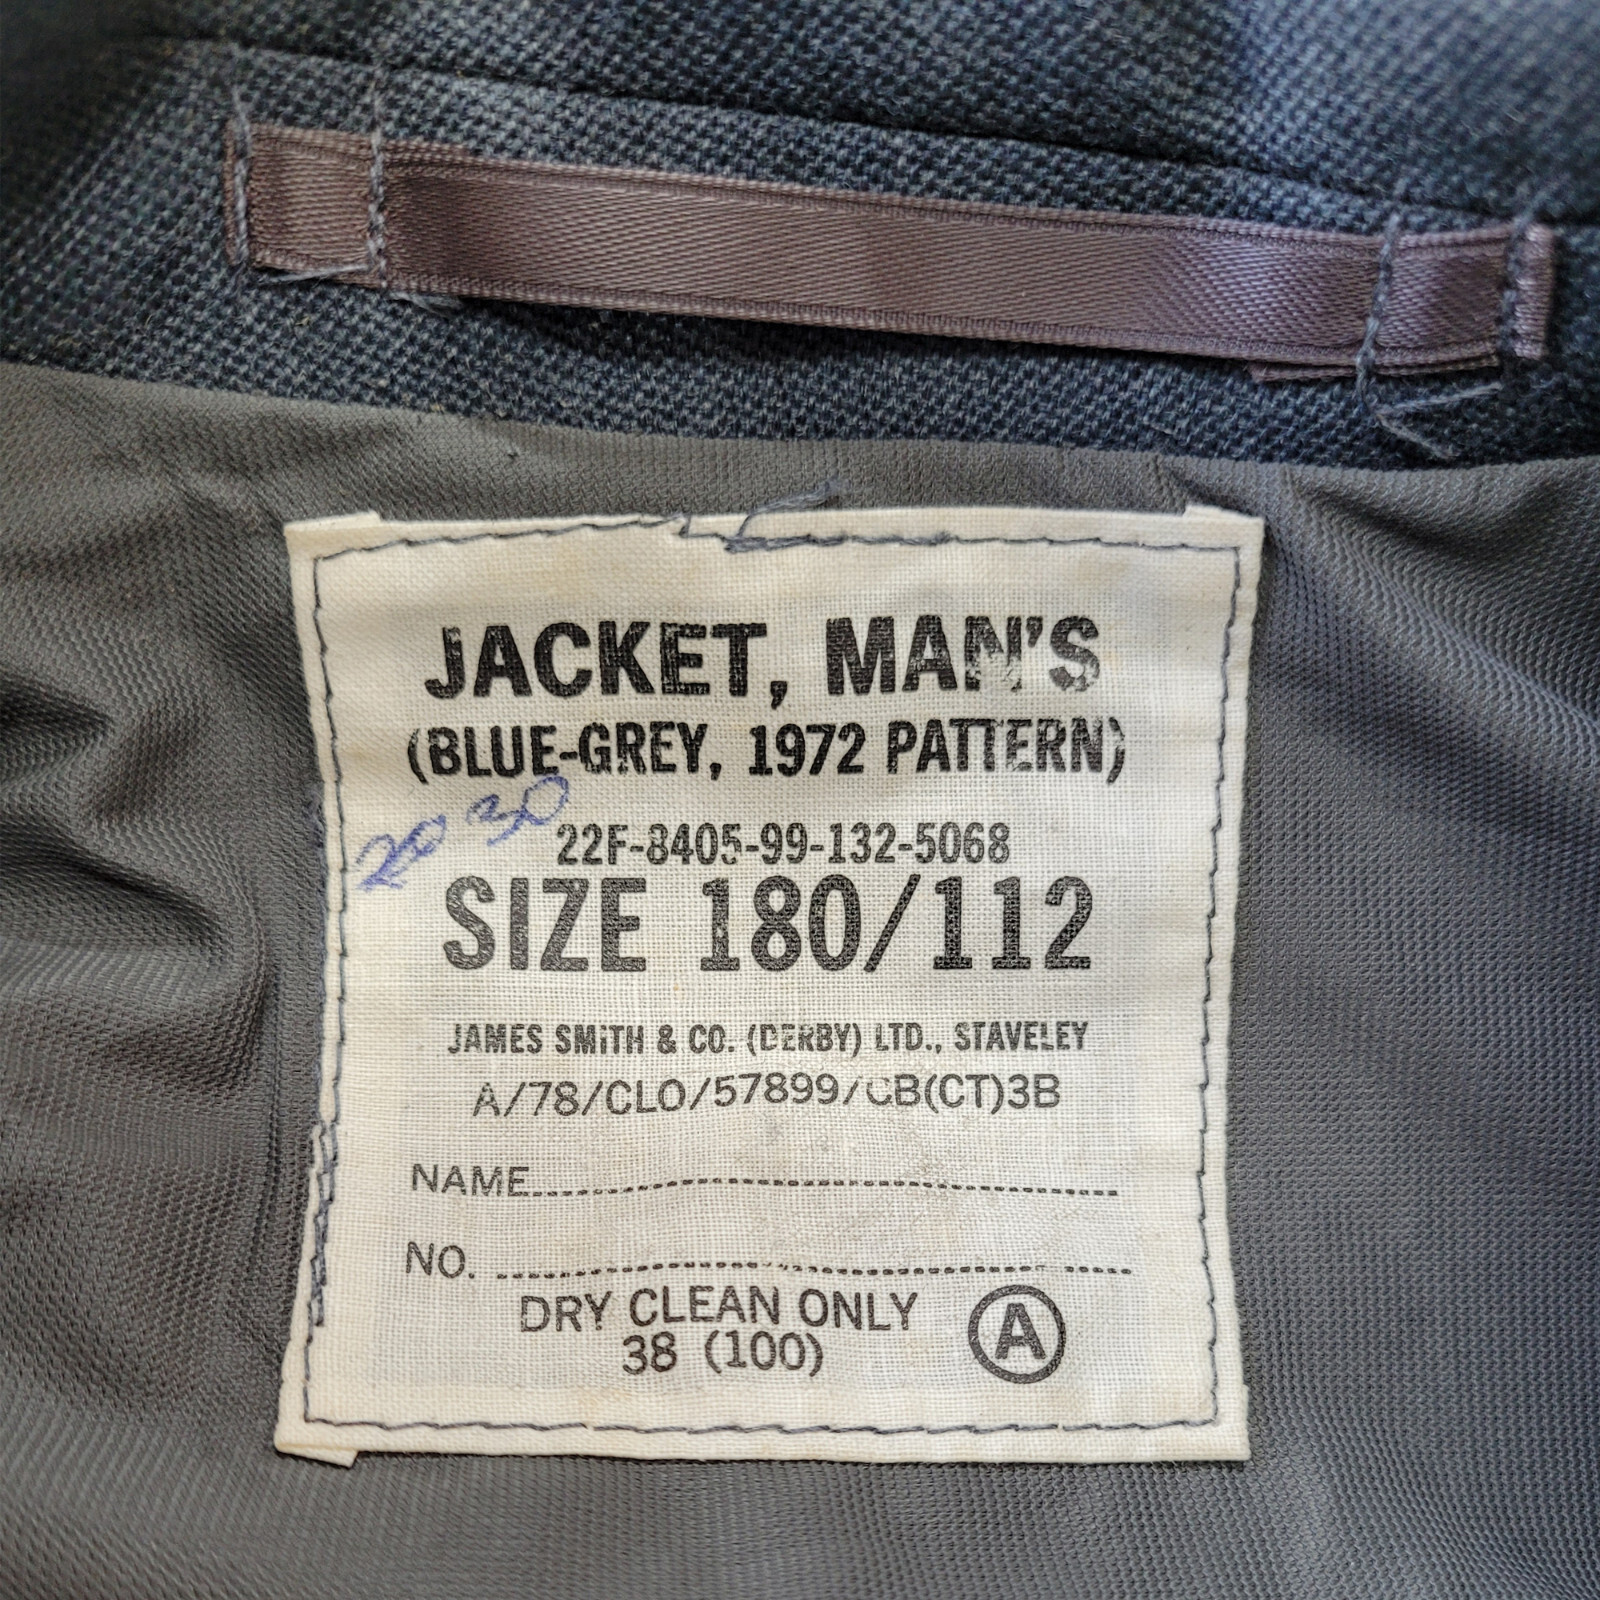 JACKET, MAN'S
(BLUE-GREY, 1972 PATTERN)
30
22F-8405-99-132-5068
SIZE 180/112
JAMES SMITH & CO. (DERBY) LTD., STAVELEY
A/78/CLO/57899/CB(CT)3B
NAME
NO.
DRY CLEAN ONLY
38 (100)
A